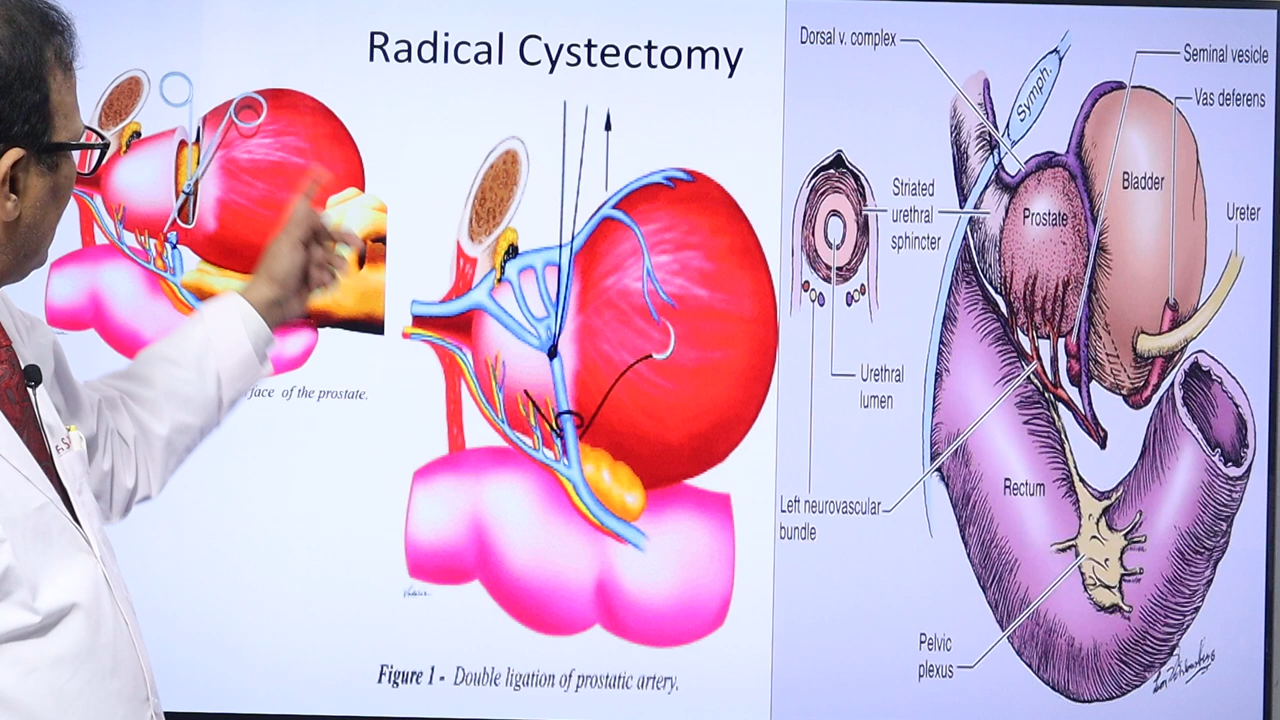 Radical Cystectomy
face of the prostate.
Figure 1 - Double ligation of prostatic artery.
Dorsal v. complex
Symph.
Seminal vesicle
Vas deferens
Bladder
Striated
urethral
sphincter
Prostate
Ureter
Urethral
lumen
Rectum
Left neurovascular
bundle
Pelvic
plexus